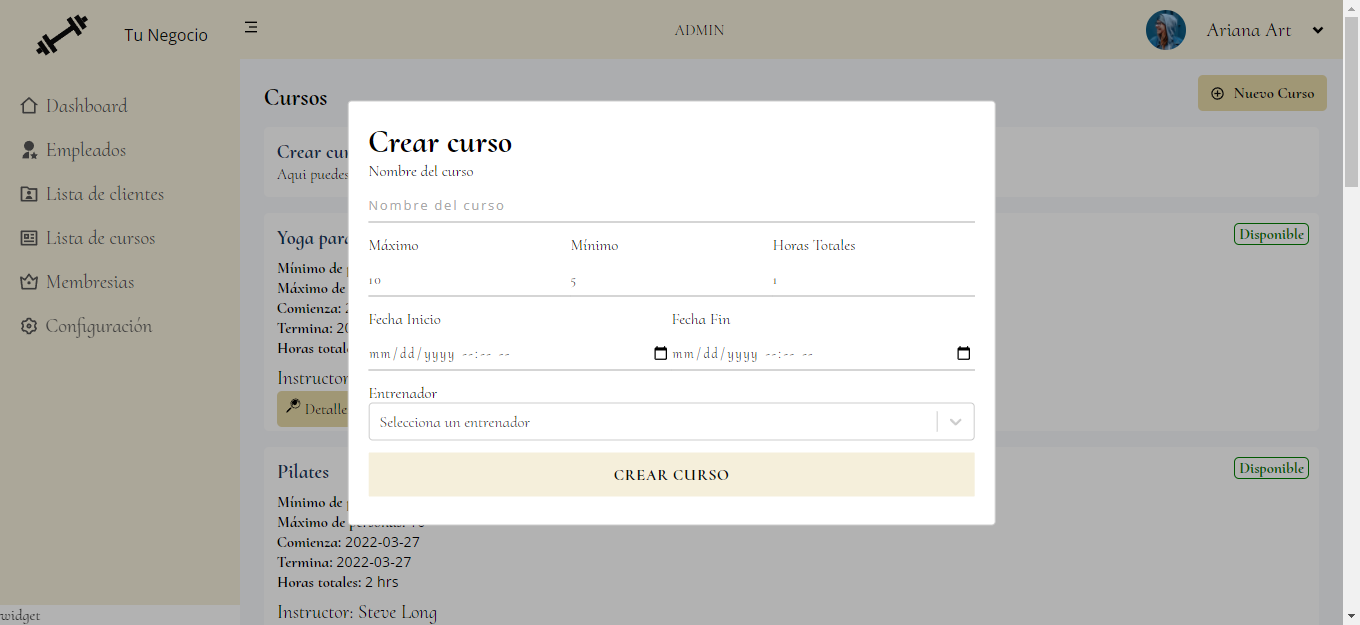 Tu Negocio
ADMIN
Ariana Art
Dashboard
Empleados
Lista de clientes
Lista de cursos
Membresias
Configuración
widget
Cursos
Nuevo Curso
Crear cur
Aqui puedes
Yoga para
Disponible
Mínimo de
Máximo de
Comienza:
Termina: 20
Horas totale
Instructor
Detalle
Pilates
Disponible
Mínimo de
Máximo de personas:
Comienza: 2022-03-27
Termina: 2022-03-27
Horas totales: 2 hrs
Instructor: Steve Long
Crear curso
Nombre del curso
Nombre del curso
Máximo Mínimo Horas Totales
10 5 1
Fecha Inicio Fecha Fin
mm/dd/yyyy --:-- -- mm/dd/yyyy --:-- --
Entrenador
Selecciona un entrenador
CREAR CURSO